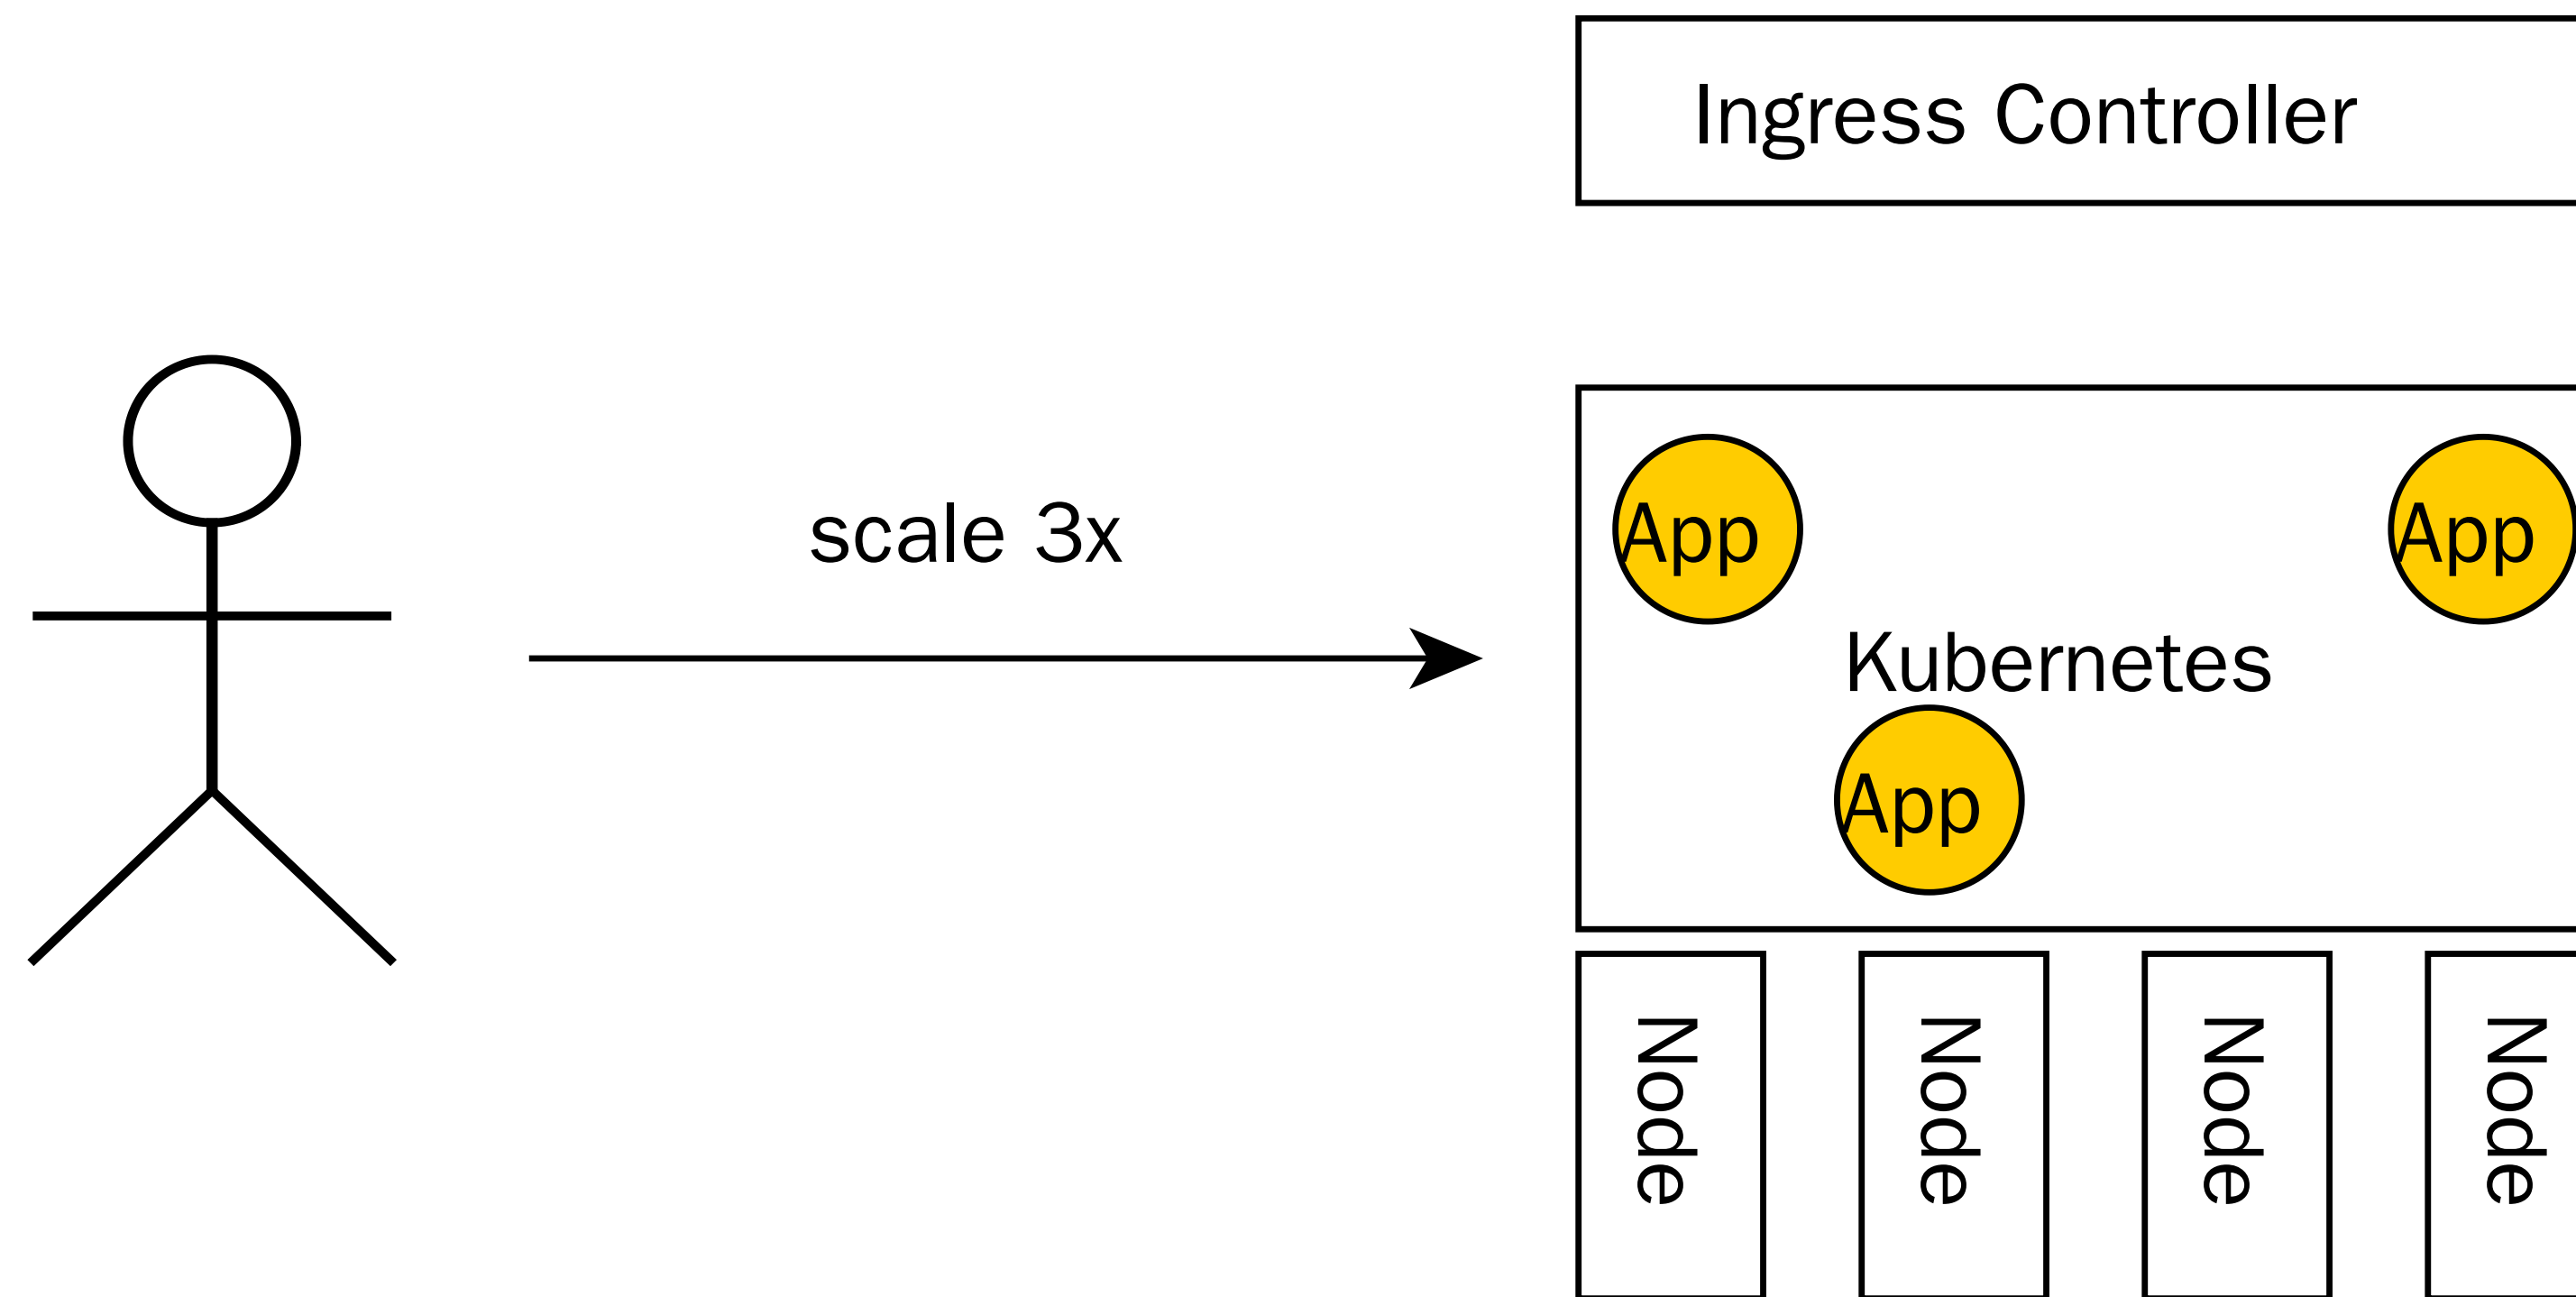 Ingress Controller
scale 3x
App
App
Kubernetes
App
Node
Node
Node
Node